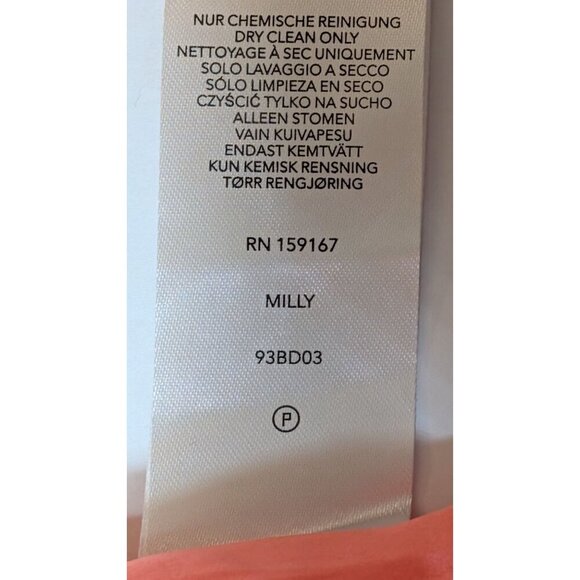 NUR CHEMISCHE REINIGUNG
DRY CLEAN ONLY
NETTOYAGE À SEC UNIQUEMENT
SOLO LAVAGGIO A SECCO
SÓLO LIMPIEZA EN SECO
CZYŚCIĆ TYLKO NA SUCHO
ALLEEN STOMEN
VAIN KUIVAPESU
ENDAST KEMTVÄTT
KUN KEMISK RENSNING
TØRR RENGJØRING
RN 159167
MILLY
93BD03
P